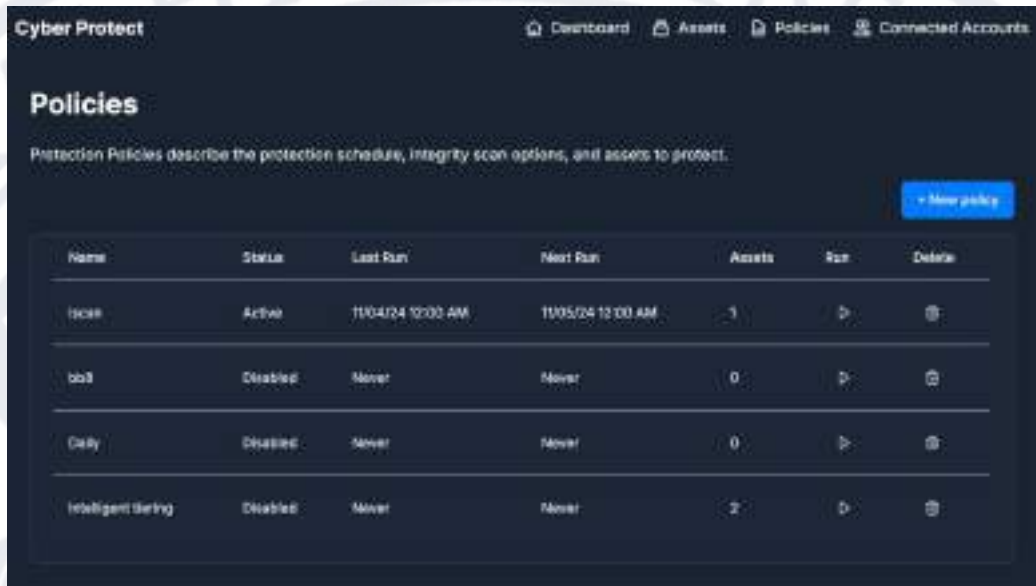 Cyber Protect Dashboard Assets Policies Connected Accounts
Policies
Protection Policies describe the protection schedule, integrity scan options, and assets to protect.
+ New policy
Name Status Last Run Next Run Assets Run Delete
iscan Active 11/04/24 12:00 AM 11/05/24 12:00 AM 1
Disabled Never Never 0
Daily Disabled Never Never 0
Intelligent tiering Disabled Never Never 2